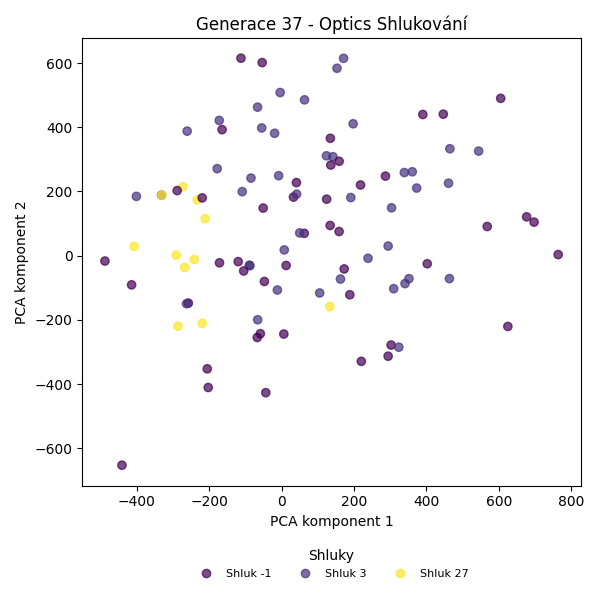 Generace 37 - Optics Shlukování
600
400
200
0
−200
−400
−600
PCA komponent 2
−400 −200 0 200 400 600 800
PCA komponent 1
Shluky
Shluk -1 Shluk 3 Shluk 27